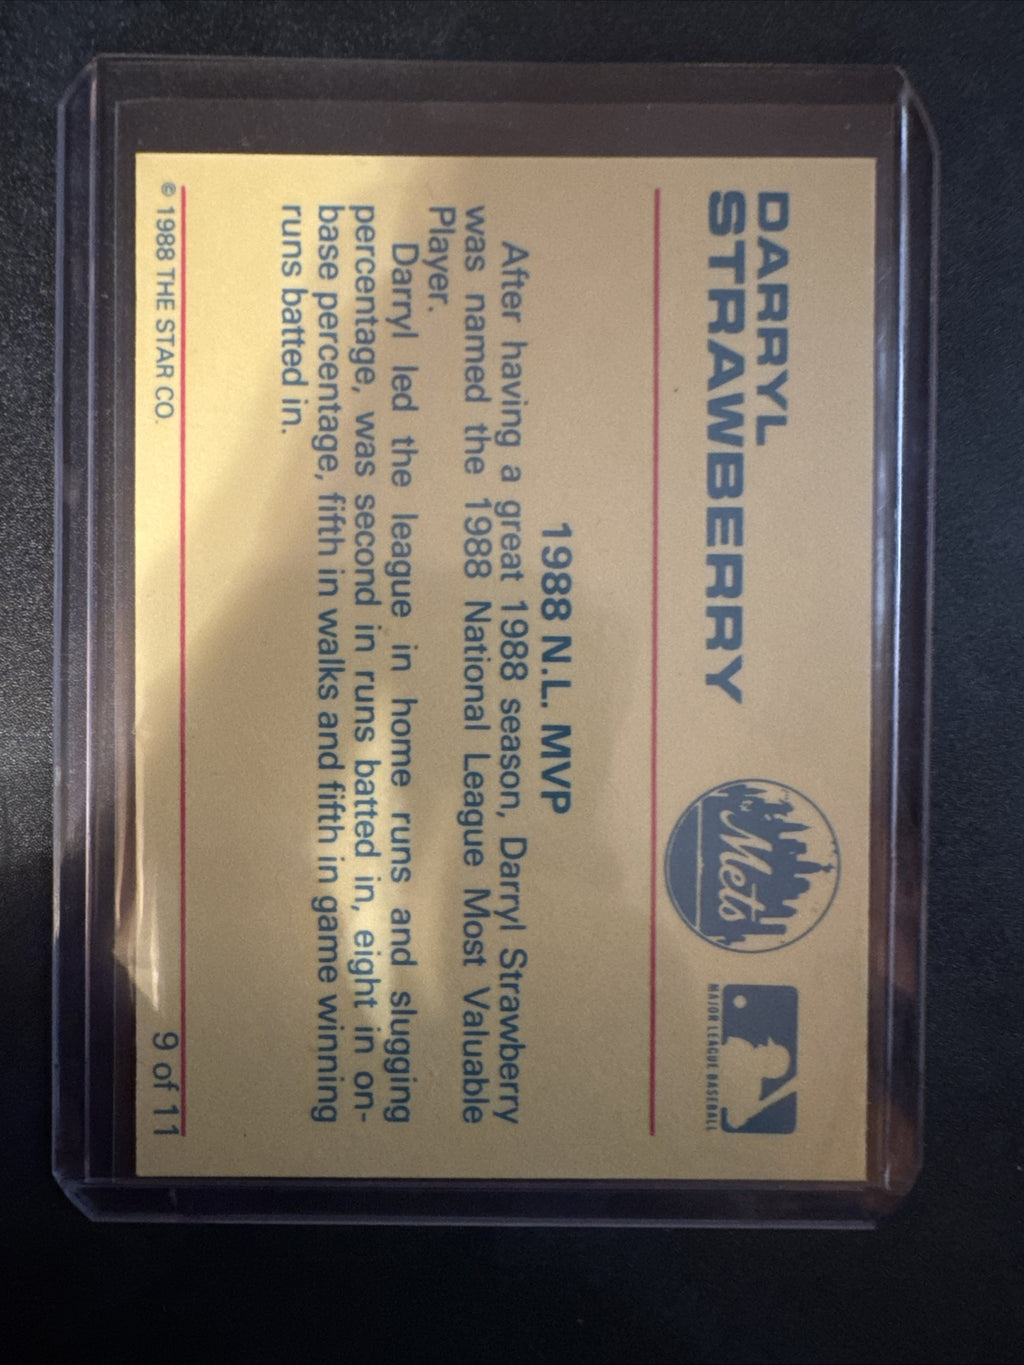 DARRYL
STRAWBERRY
Mets
MAJOR LEAGUE BASEBALL
1988 N.L. MVP
After having a great 1988 season, Darryl Strawberry
was named the 1988 National League Most Valuable
Player.
Darryl led the league in home runs and slugging
percentage, was second in runs batted in, eight in on-
base percentage, fifth in walks and fifth in game winning
runs batted in.
© 1988 THE STAR CO.
9 of 11